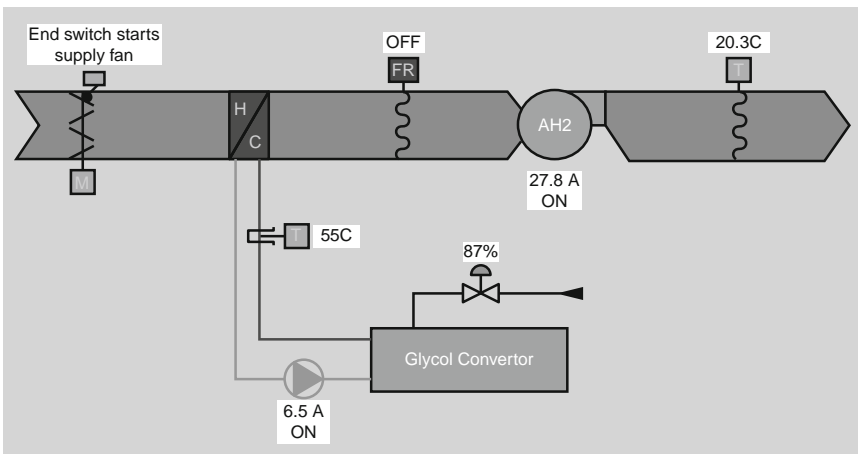 End switch starts
supply fan
OFF
20.3C
FR
T
H
C
AH2
M
27.8 A
ON
T
55C
87%
Glycol Convertor
6.5 A
ON